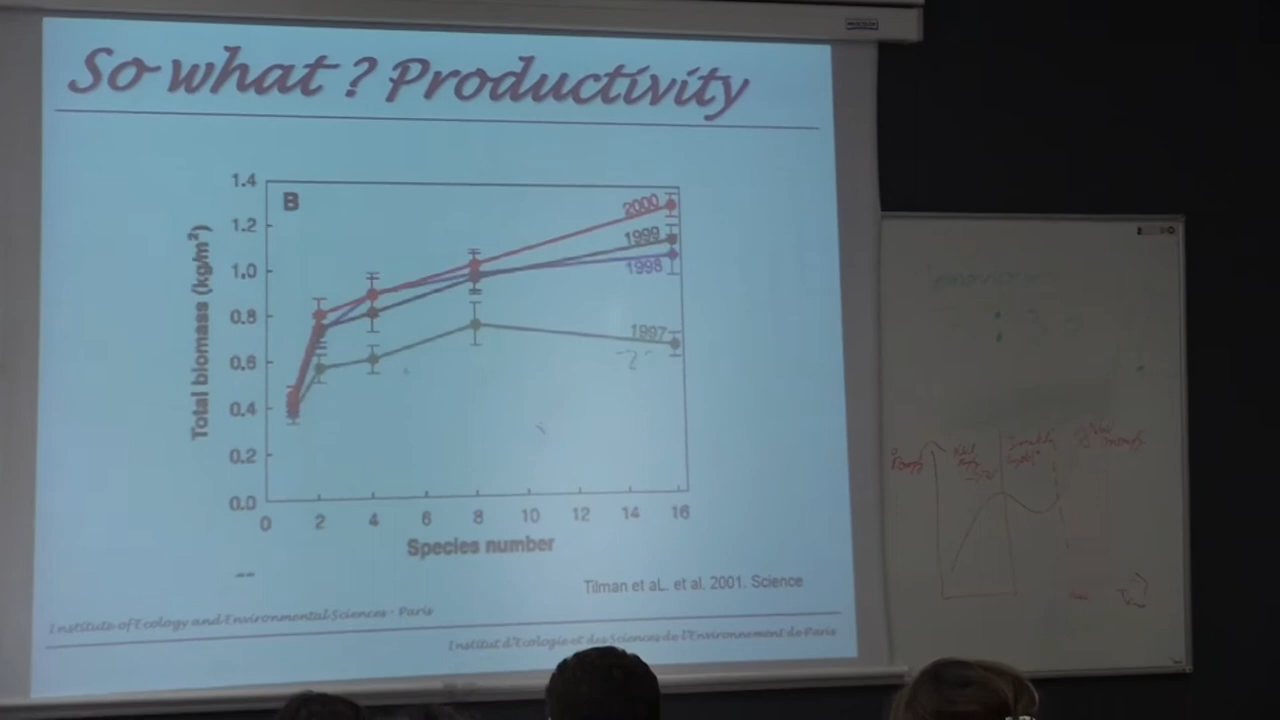 So what ? Productivity
B
1.4
1.2
1.0
0.8
0.6
0.4
0.2
0.0
Total biomass (kg/m²)
2000
1999
1998
1997
0 2 4 6 8 10 12 14 16
Species number
Tilman et aL. et al. 2001. Science
Institute of Ecology and Environmental Sciences - Paris
Institut d'Ecologie et des Sciences de l'Environnement de Paris